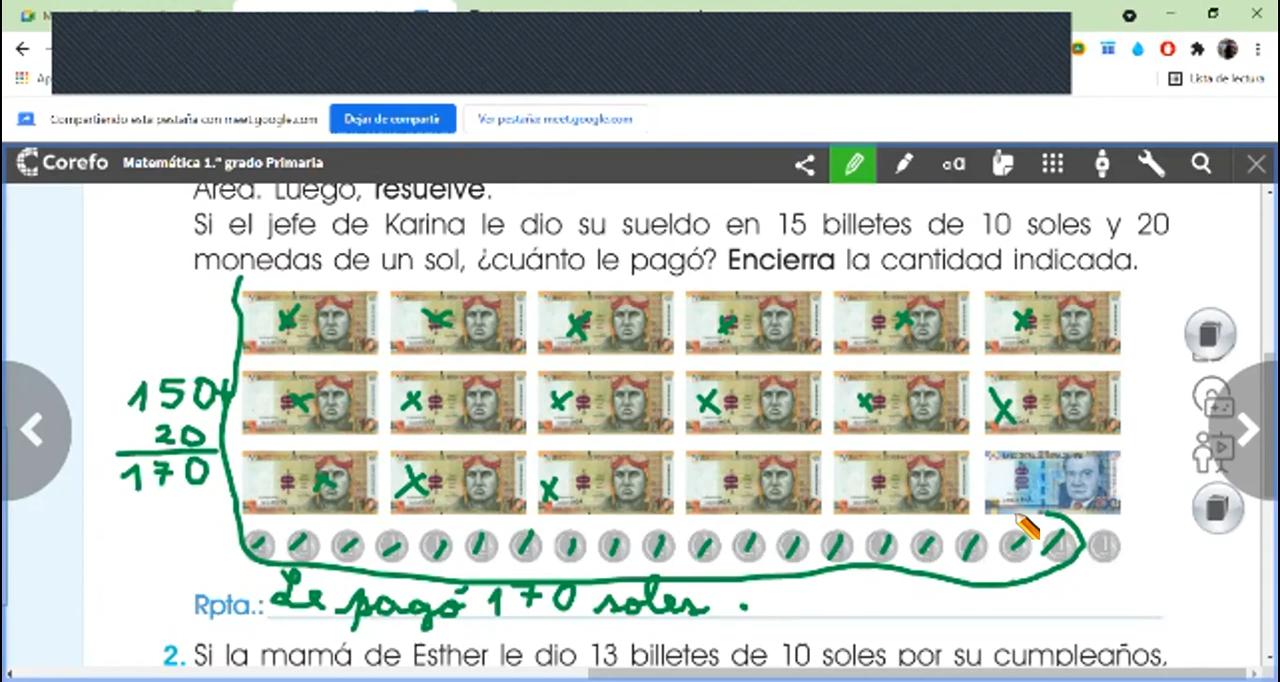 Compartiendo esta pestaña con meet.google.com
Dejar de compartir
Ver pestaña: meet.google.com
Lista de lectura
Corefo
Matemática 1.° grado Primaria
Área. Luego, resuelve.
Si el jefe de Karina le dio su sueldo en 15 billetes de 10 soles y 20
monedas de un sol, ¿cuánto le pagó? Encierra la cantidad indicada.
150+
20
170
Rpta.: Le pagó 170 soles.
2. Si la mamá de Esther le dio 13 billetes de 10 soles por su cumpleaños,